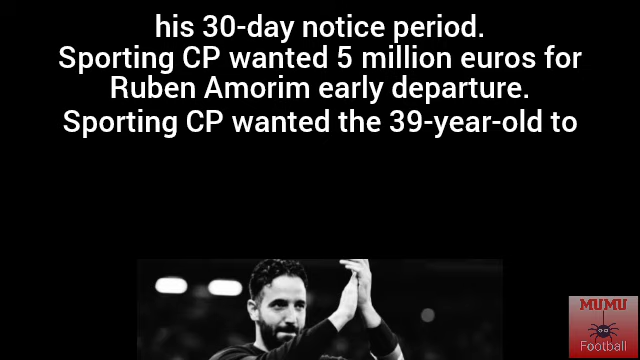 his 30-day notice period.
Sporting CP wanted 5 million euros for
Ruben Amorim early departure.
Sporting CP wanted the 39-year-old to
MUMU
Football